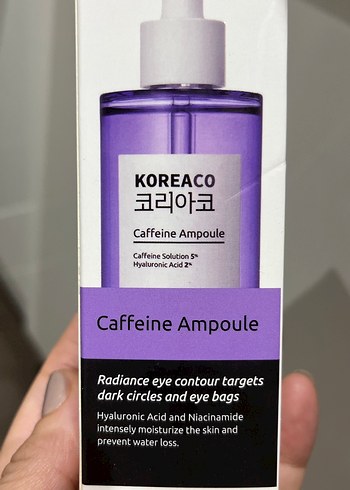 KOREACO
코리아코
Caffeine Ampoule
Caffeine Solution 5%
Hyaluronic Acid 2%
Caffeine Ampoule
Radiance eye contour targets
dark circles and eye bags
Hyaluronic Acid and Niacinamide
intensely moisturize the skin and
prevent water loss.